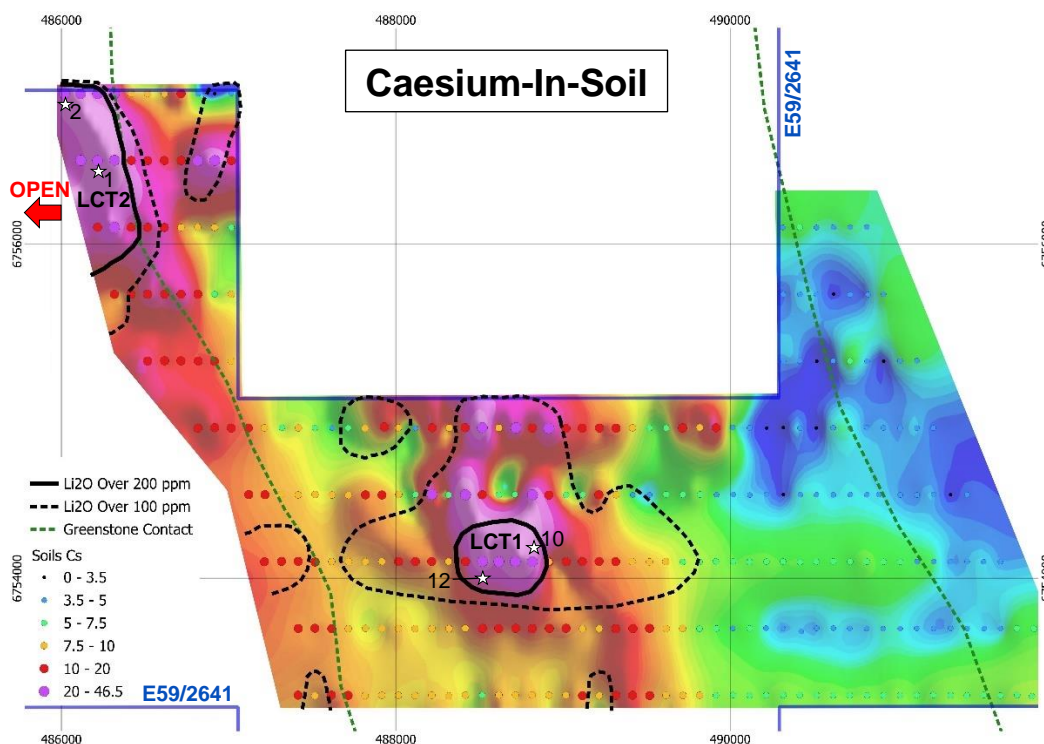 486000
488000
490000
Caesium-In-Soil
E59/2641
2
1
LCT2
OPEN
6756000
6756000
Li2O Over 200 ppm
Li2O Over 100 ppm
Greenstone Contact
Soils Cs
0 - 3.5
3.5 - 5
5 - 7.5
7.5 - 10
10 - 20
20 - 46.5
LCT1
10
12
6754000
6754000
E59/2641
486000
488000
490000